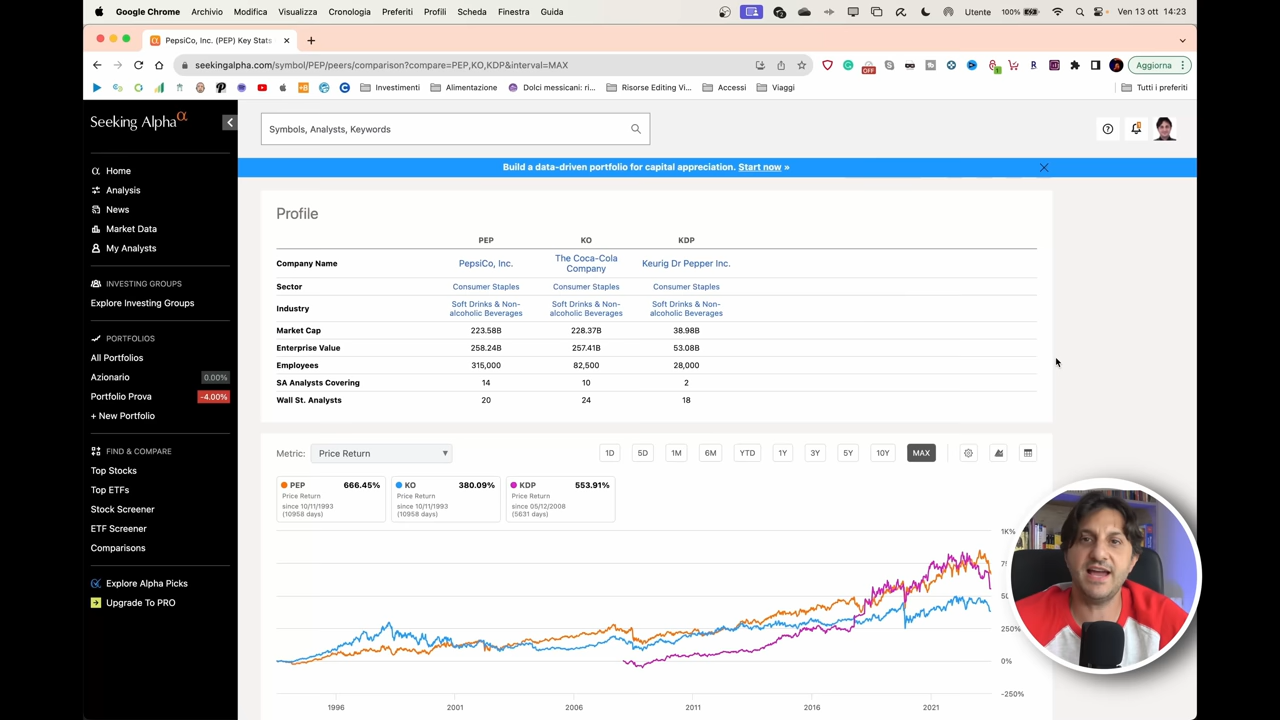 Google Chrome Archivio Modifica Visualizza Cronologia Preferiti Profili Scheda Finestra Guida Utente 100% Ven 13 ott 14:23
PepsiCo, Inc. (PEP) Key Stats
seekingalpha.com/symbol/PEP/peers/comparison?compare=PEP,KO,KDP&interval=MAX
Aggiorna
Investimenti Alimentazione Dolci messicani: ri... Risorse Editing Vi... Accessi Viaggi Tutti i preferiti
Seeking Alpha α
Symbols, Analysts, Keywords
Build a data-driven portfolio for capital appreciation. Start now »
Home
Analysis
News
Market Data
My Analysts
INVESTING GROUPS
Explore Investing Groups
PORTFOLIOS
All Portfolios
Azionario 0.00%
Portfolio Prova -4.00%
+ New Portfolio
FIND & COMPARE
Top Stocks
Top ETFs
Stock Screener
ETF Screener
Comparisons
Explore Alpha Picks
Upgrade To PRO
Profile
PEP KO KDP
Company Name PepsiCo, Inc. The Coca-Cola Company Keurig Dr Pepper Inc.
Sector Consumer Staples Consumer Staples Consumer Staples
Industry Soft Drinks & Non-alcoholic Beverages Soft Drinks & Non-alcoholic Beverages Soft Drinks & Non-alcoholic Beverages
Market Cap 223.58B 228.37B 38.98B
Enterprise Value 258.24B 257.41B 53.08B
Employees 315,000 82,500 28,000
SA Analysts Covering 14 10 2
Wall St. Analysts 20 24 18
Metric: Price Return
1D 5D 1M 6M YTD 1Y 3Y 5Y 10Y MAX
PEP 666.45% KO 380.09% KDP 553.91%
Price Return Price Return Price Return
since 10/11/1993 since 10/11/1993 since 05/12/2008
(10958 days) (10958 days) (5631 days)
1K%
250%
0%
-250%
1996 2001 2006 2011 2016 2021